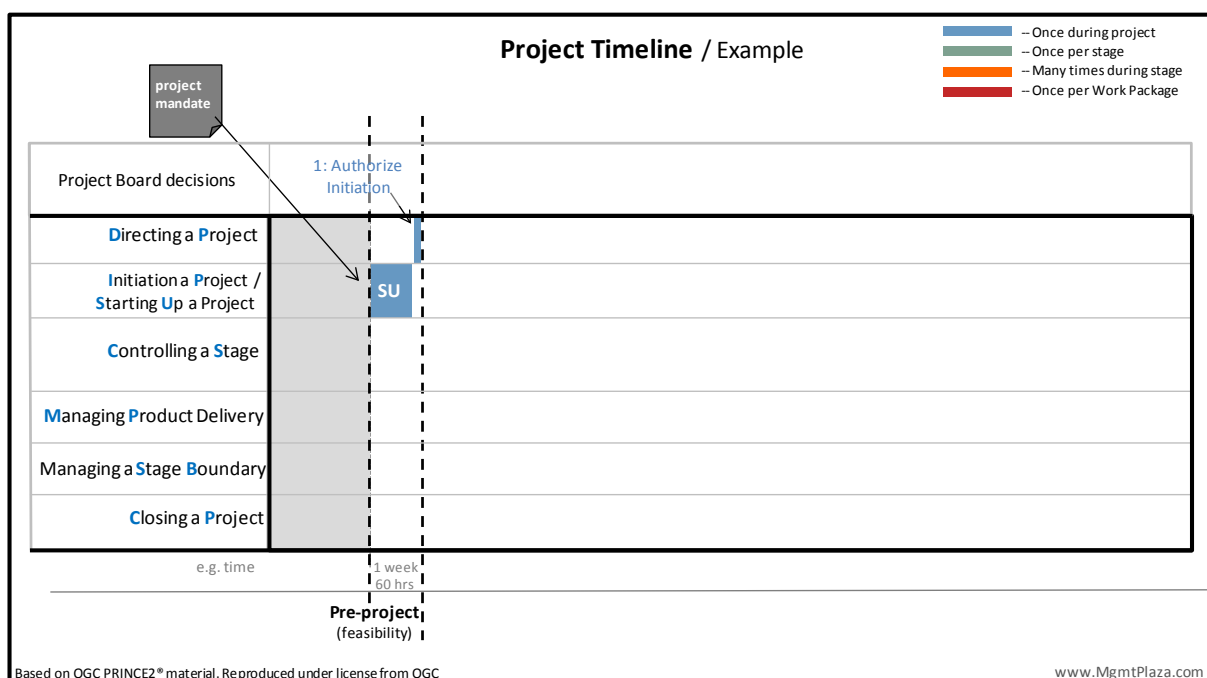 Project Timeline / Example
-- Once during project
-- Once per stage
-- Many times during stage
-- Once per Work Package
project
mandate
Project Board decisions
1: Authorize
Initiation
Directing a Project
Initiation a Project /
Starting Up a Project
SU
Controlling a Stage
Managing Product Delivery
Managing a Stage Boundary
Closing a Project
e.g. time
1 week
60 hrs
Pre-project
(feasibility)
Based on OGC PRINCE2® material. Reproduced under license from OGC
www.MgmtPlaza.com